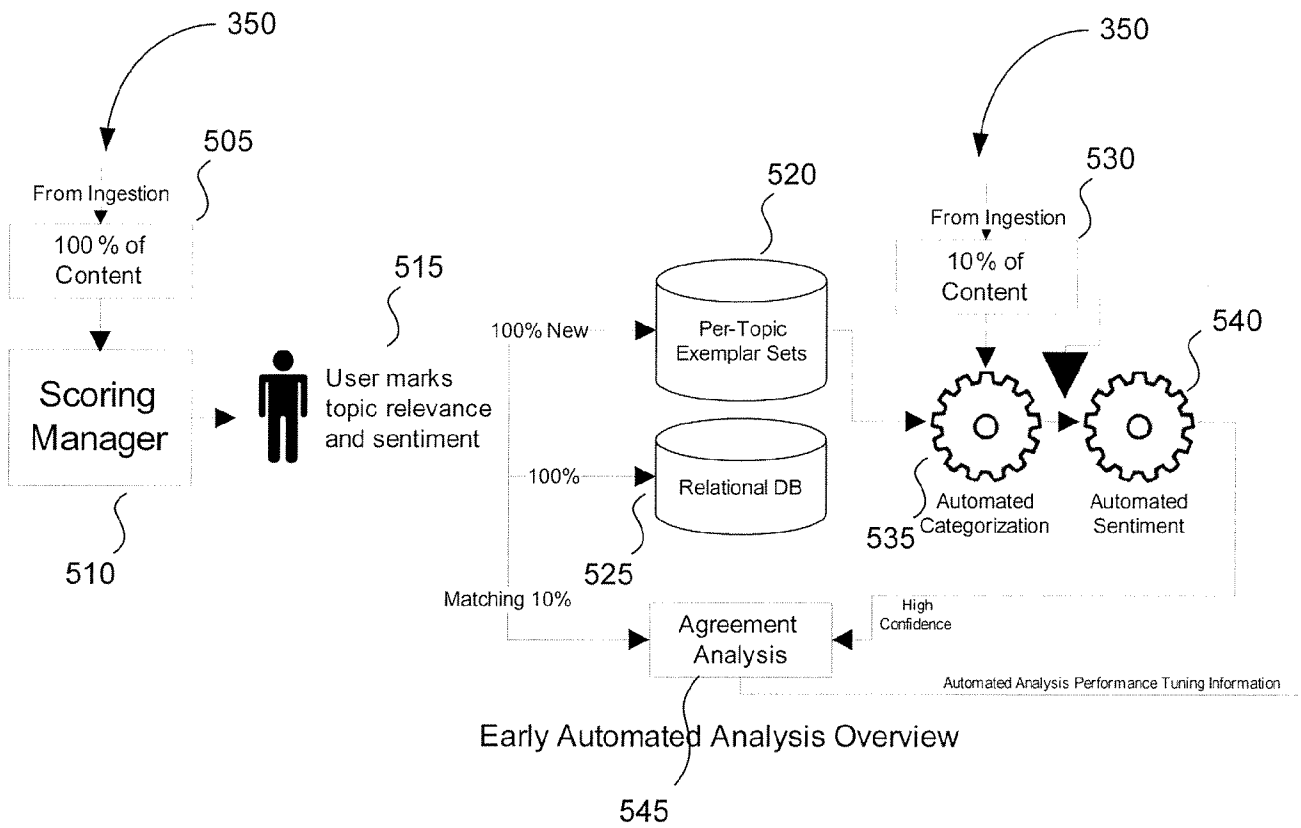 350
350
505
530
520
From Ingestion
From Ingestion
100 % of
Content
10% of
Content
515
540
100% New
Per-Topic
Exemplar Sets
Scoring
Manager
User marks
topic relevance
and sentiment
100%
Relational DB
Automated
Categorization
Automated
Sentiment
535
510
525
Matching 10%
High
Confidence
Agreement
Analysis
Automated Analysis Performance Tuning Information
Early Automated Analysis Overview
545